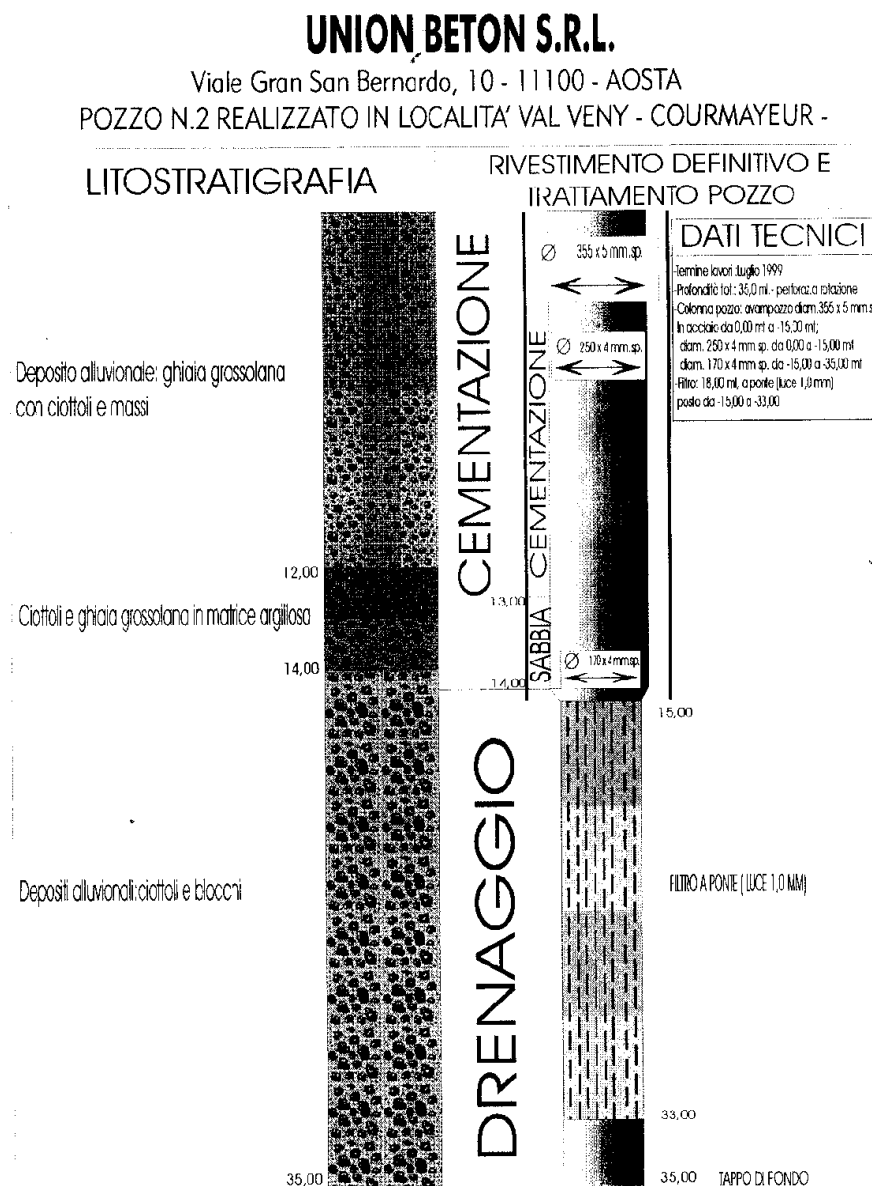 UNION BETON S.R.L.
Viale Gran San Bernardo, 10 - 11100 - AOSTA
POZZO N.2 REALIZZATO IN LOCALITA' VAL VENY - COURMAYEUR -
LITOSTRATIGRAFIA
RIVESTIMENTO DEFINITIVO E
TRATTAMENTO POZZO
DATI TECNICI
-Termine lavori :Luglio 1999
-Profondità tot.: 35,0 ml.- perforaz.a rotazione
-Colonna pozzo: avampozzo diam.355 x 5 mm.s
In acciaio da 0,00 mt a -15,00 ml;
diam. 250 x 4 mm sp. da 0,00 a -15,00 mt
diam. 170 x 4 mm sp. da -15,00 a -35,00 mt
-Filtro: 18,00 ml, a ponte (luce 1,0 mm)
posto da -15,00 a -33,00
Ø 355 x 5 mm.sp.
Ø 250 x 4 mm.sp.
CEMENTAZIONE
CEMENTAZIONE
Deposito alluvionale: ghiaia grossolana
con ciottoli e massi
12,00
13,00
Ciottoli e ghiaia grossolana in matrice argillosa
SABBIA
Ø 170 x 4 mm.sp.
14,00
14,00
15,00
DRENAGGIO
Depositi alluvionali:ciottoli e blocchi
FILTRO A PONTE ( LUCE 1,0 MM)
33,00
35,00
35,00 TAPPO DI FONDO